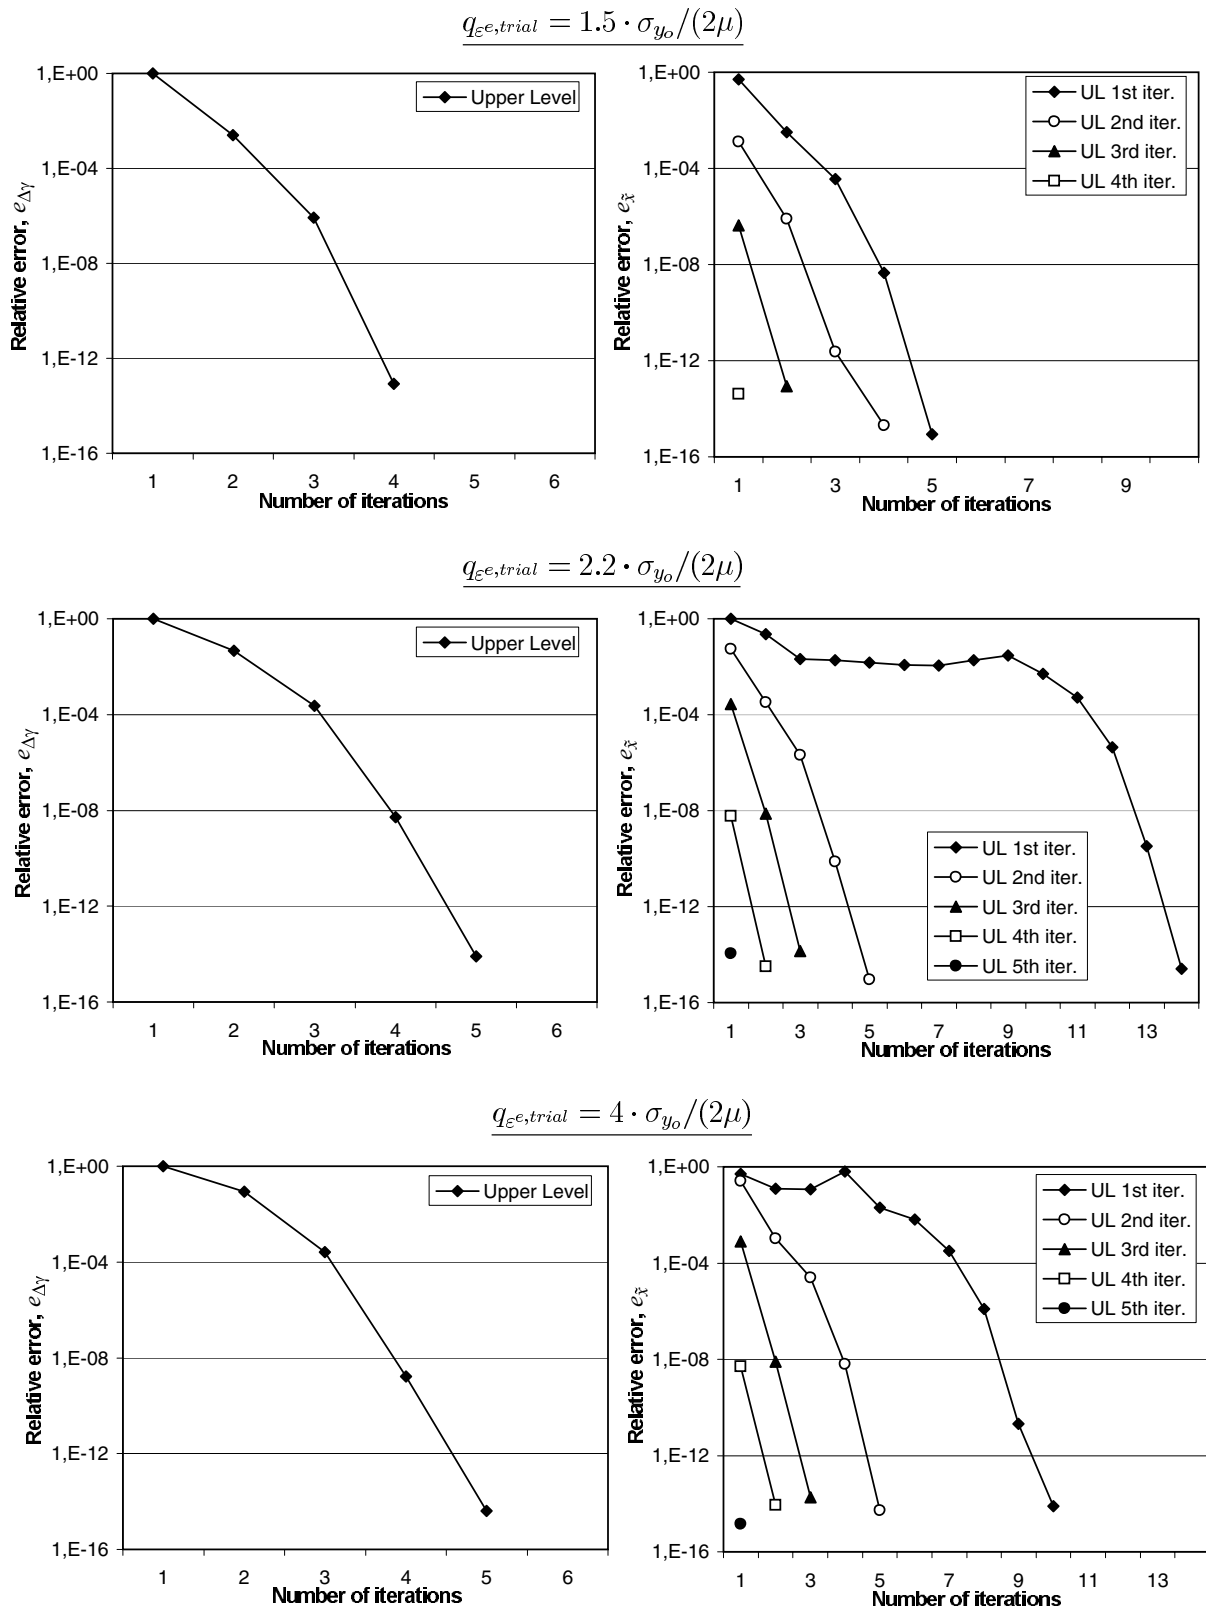 q_{εe,trial} = 1.5 · σ_{y_o}/(2μ)
1,E+00
1,E-04
1,E-08
1,E-12
1,E-16
Relative error, e_{Δγ}
Upper Level
1 2 3 4 5 6
Number of iterations
1,E+00
1,E-04
1,E-08
1,E-12
1,E-16
Relative error, e_{x̃}
UL 1st iter.
UL 2nd iter.
UL 3rd iter.
UL 4th iter.
1 3 5 7 9
Number of iterations
q_{εe,trial} = 2.2 · σ_{y_o}/(2μ)
1,E+00
1,E-04
1,E-08
1,E-12
1,E-16
Relative error, e_{Δγ}
Upper Level
1 2 3 4 5 6
Number of iterations
1,E+00
1,E-04
1,E-08
1,E-12
1,E-16
Relative error, e_{x̃}
UL 1st iter.
UL 2nd iter.
UL 3rd iter.
UL 4th iter.
UL 5th iter.
1 3 5 7 9 11 13
Number of iterations
q_{εe,trial} = 4 · σ_{y_o}/(2μ)
1,E+00
1,E-04
1,E-08
1,E-12
1,E-16
Relative error, e_{Δγ}
Upper Level
1 2 3 4 5 6
Number of iterations
1,E+00
1,E-04
1,E-08
1,E-12
1,E-16
Relative error, e_{x̃}
UL 1st iter.
UL 2nd iter.
UL 3rd iter.
UL 4th iter.
UL 5th iter.
1 3 5 7 9 11 13
Number of iterations